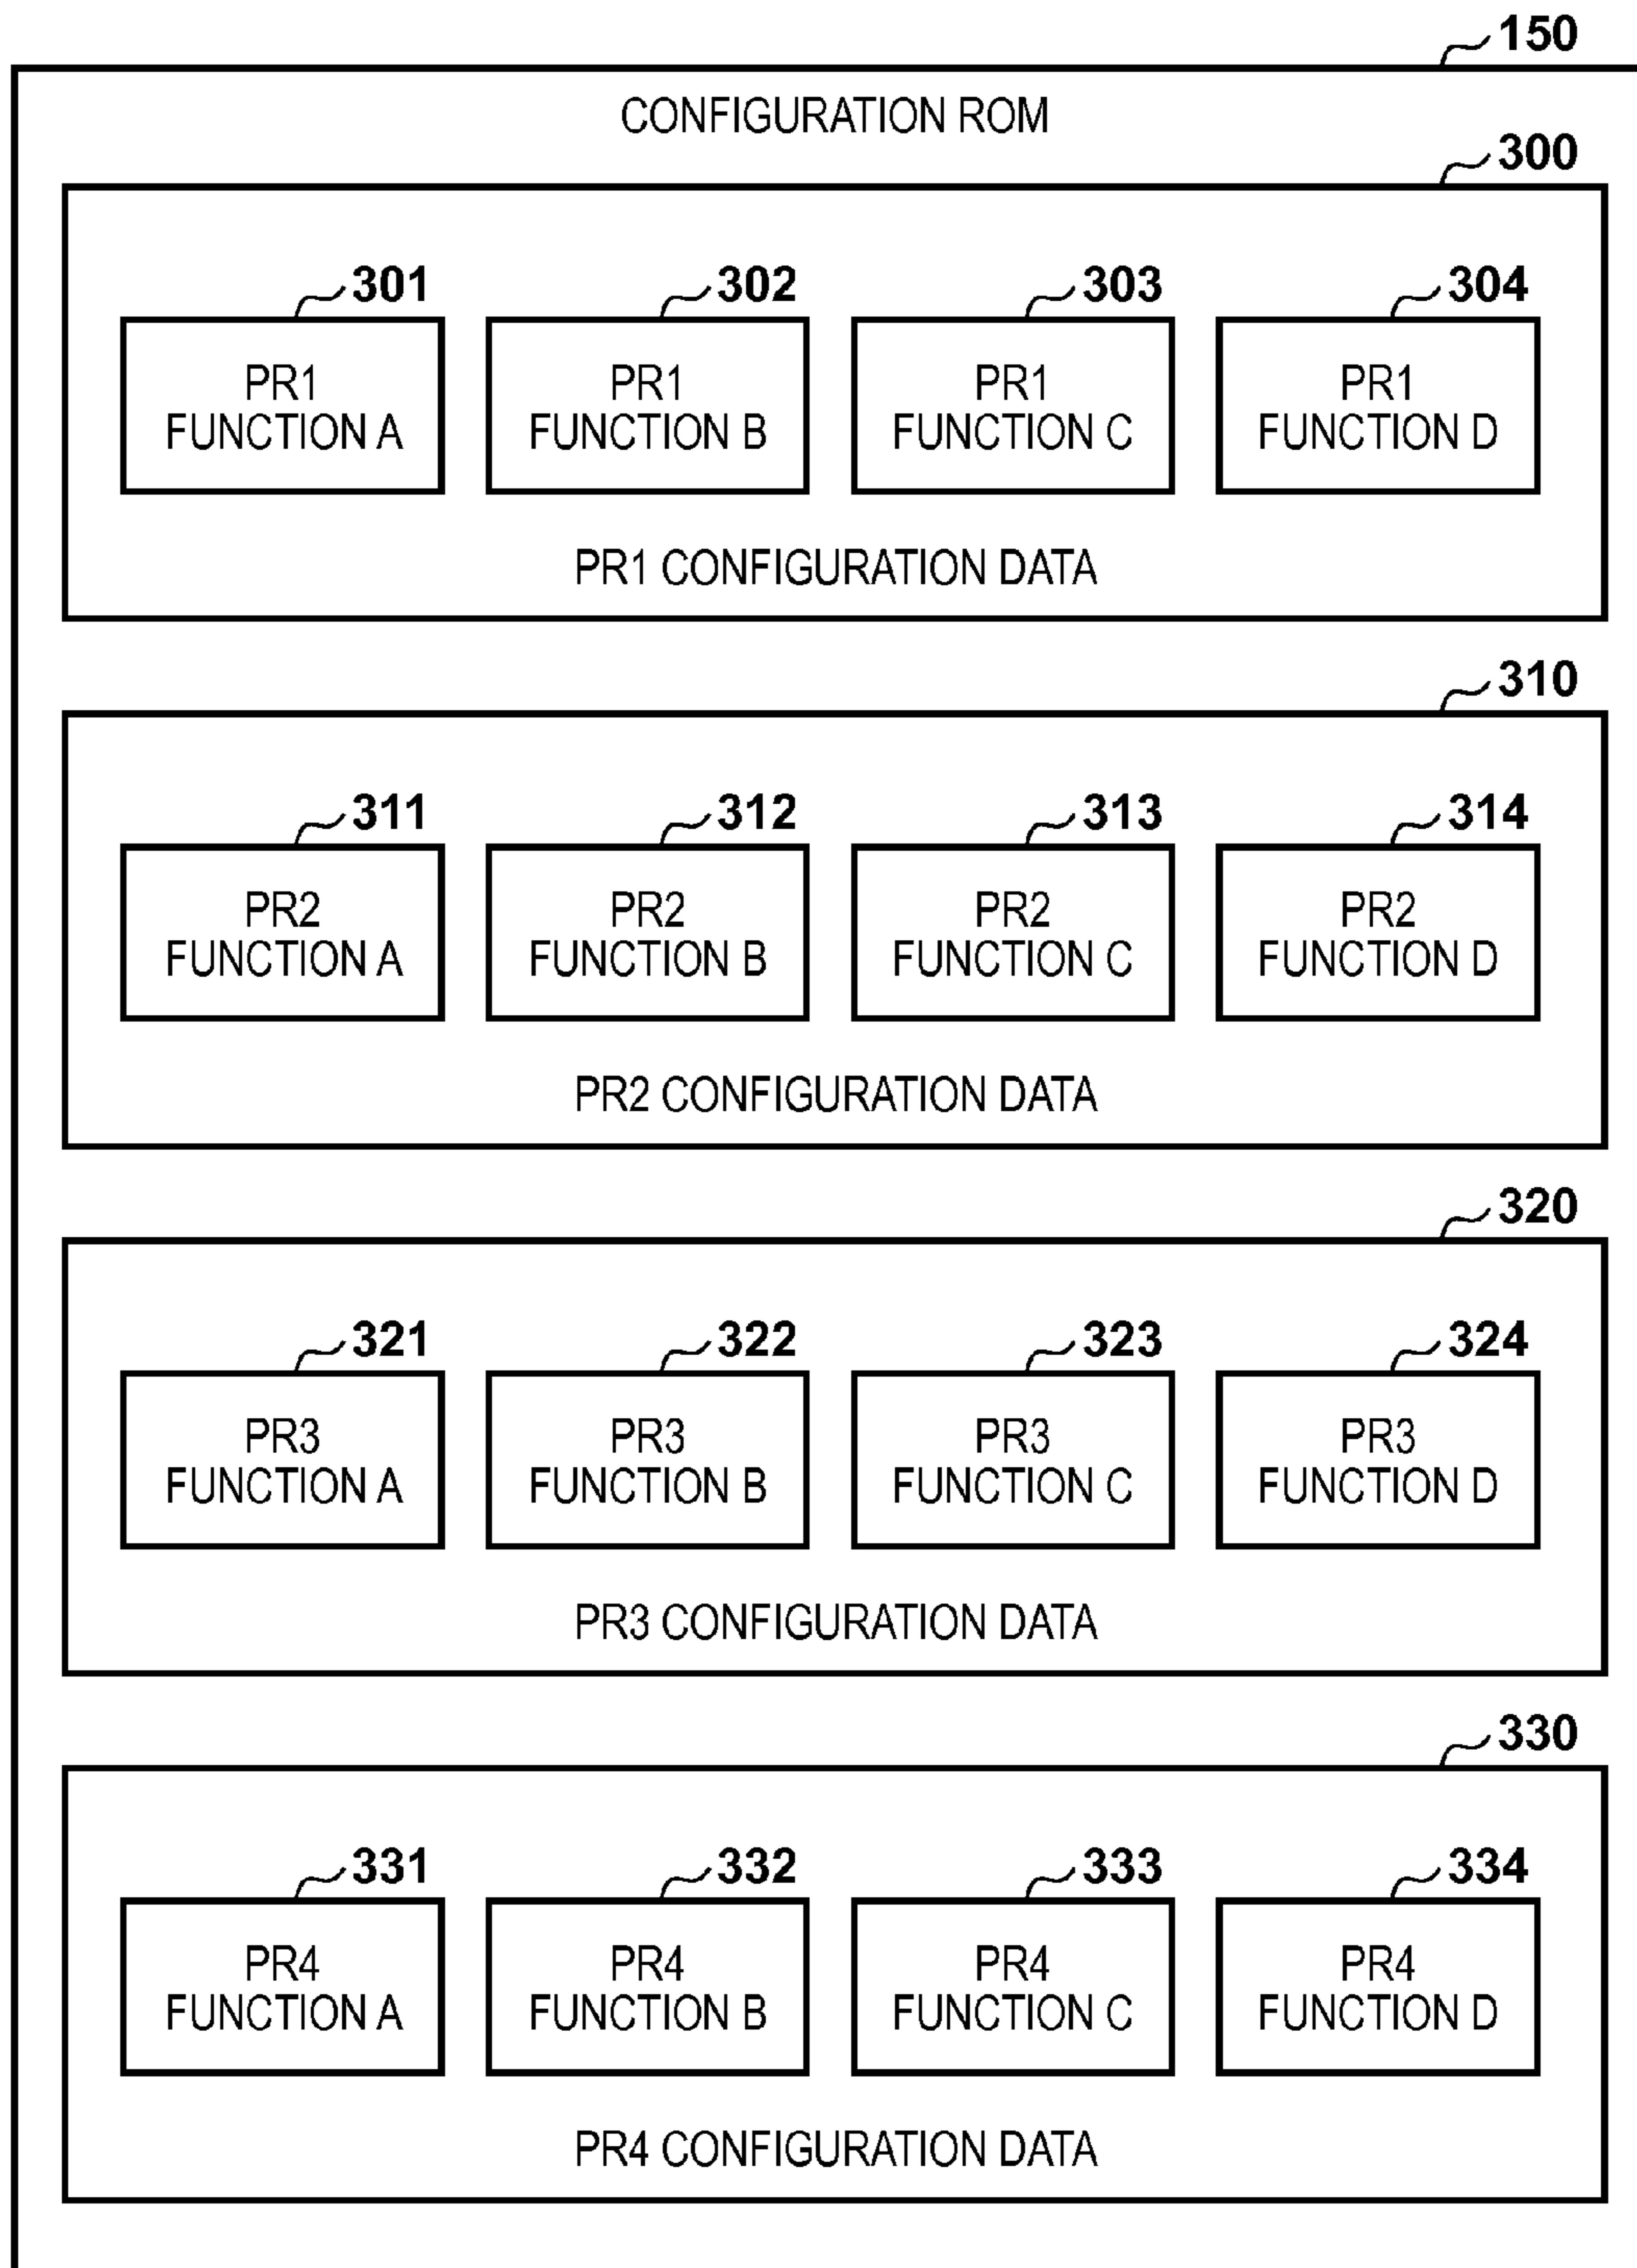 150
CONFIGURATION ROM
300
301 302 303 304
PR1 PR1 PR1 PR1
FUNCTION A FUNCTION B FUNCTION C FUNCTION D
PR1 CONFIGURATION DATA
310
311 312 313 314
PR2 PR2 PR2 PR2
FUNCTION A FUNCTION B FUNCTION C FUNCTION D
PR2 CONFIGURATION DATA
320
321 322 323 324
PR3 PR3 PR3 PR3
FUNCTION A FUNCTION B FUNCTION C FUNCTION D
PR3 CONFIGURATION DATA
330
331 332 333 334
PR4 PR4 PR4 PR4
FUNCTION A FUNCTION B FUNCTION C FUNCTION D
PR4 CONFIGURATION DATA